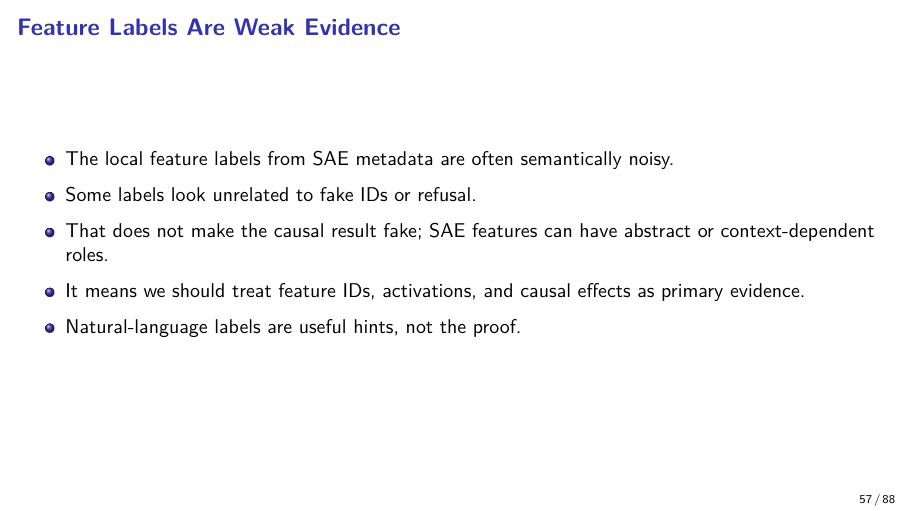 Feature Labels Are Weak Evidence
The local feature labels from SAE metadata are often semantically noisy.
Some labels look unrelated to fake IDs or refusal.
That does not make the causal result fake; SAE features can have abstract or context-dependent
roles.
It means we should treat feature IDs, activations, and causal effects as primary evidence.
Natural-language labels are useful hints, not the proof.
57 / 88